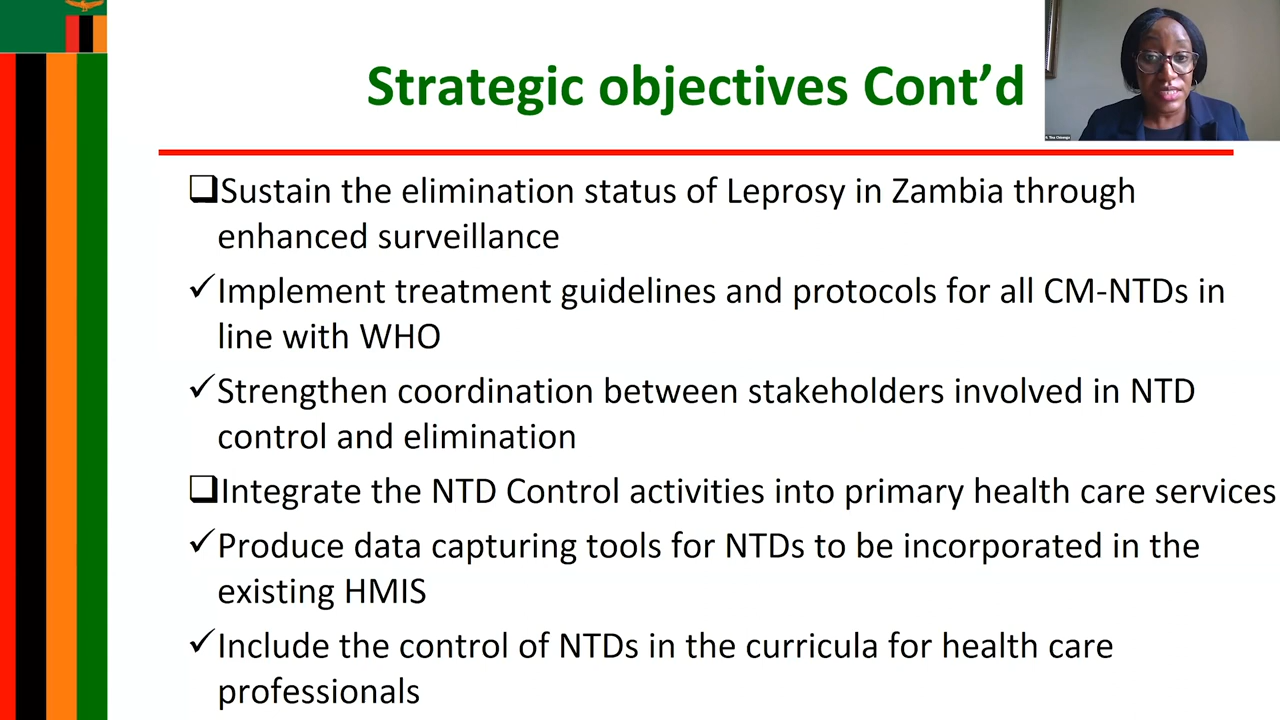 Strategic objectives Cont’d
❑Sustain the elimination status of Leprosy in Zambia through
enhanced surveillance
✓Implement treatment guidelines and protocols for all CM-NTDs in
line with WHO
✓Strengthen coordination between stakeholders involved in NTD
control and elimination
❑Integrate the NTD Control activities into primary health care services
✓Produce data capturing tools for NTDs to be incorporated in the
existing HMIS
✓Include the control of NTDs in the curricula for health care
professionals